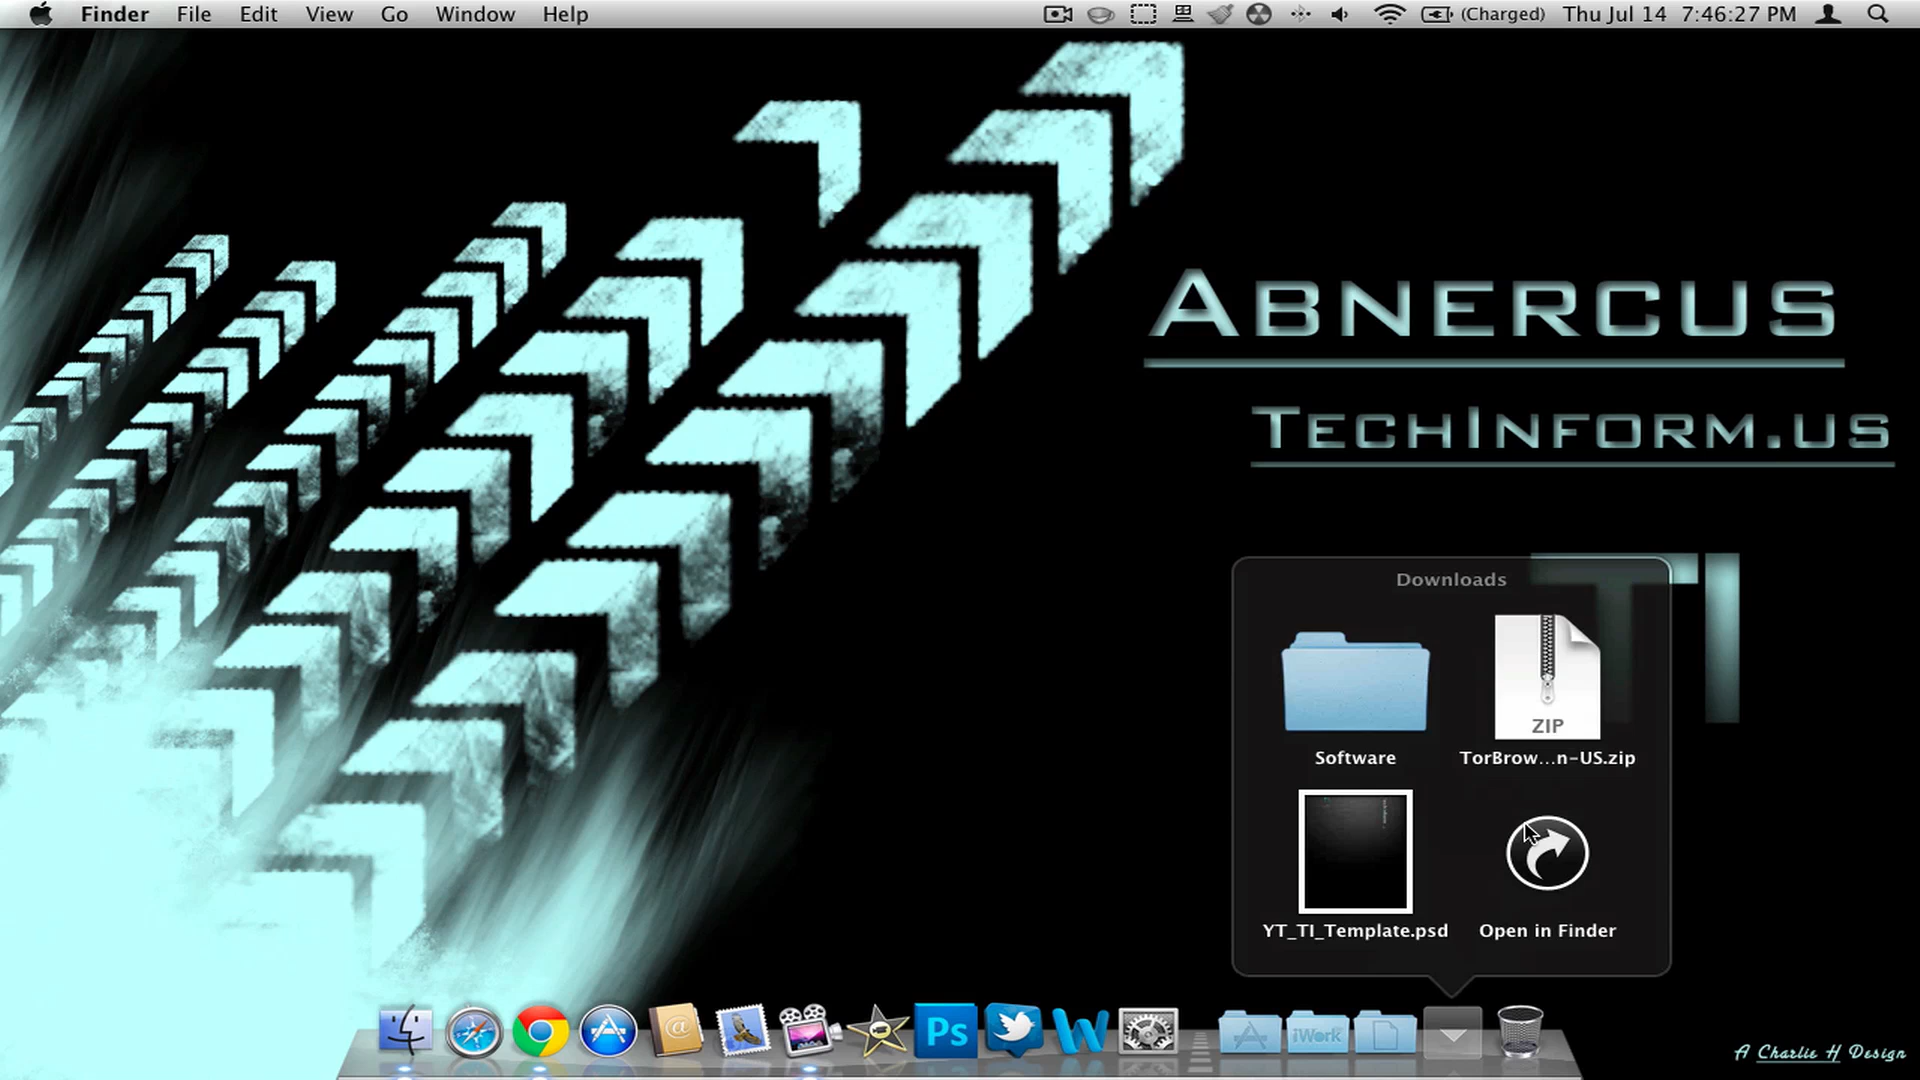 Finder File Edit View Go Window Help (Charged) Thu Jul 14 7:46:27 PM
ABNERCUS
TECHINFORM.US
TI
Downloads
ZIP
Software TorBrow...n-US.zip
YT_TI_Template.psd Open in Finder
Ps W iWork
A Charlie H Design